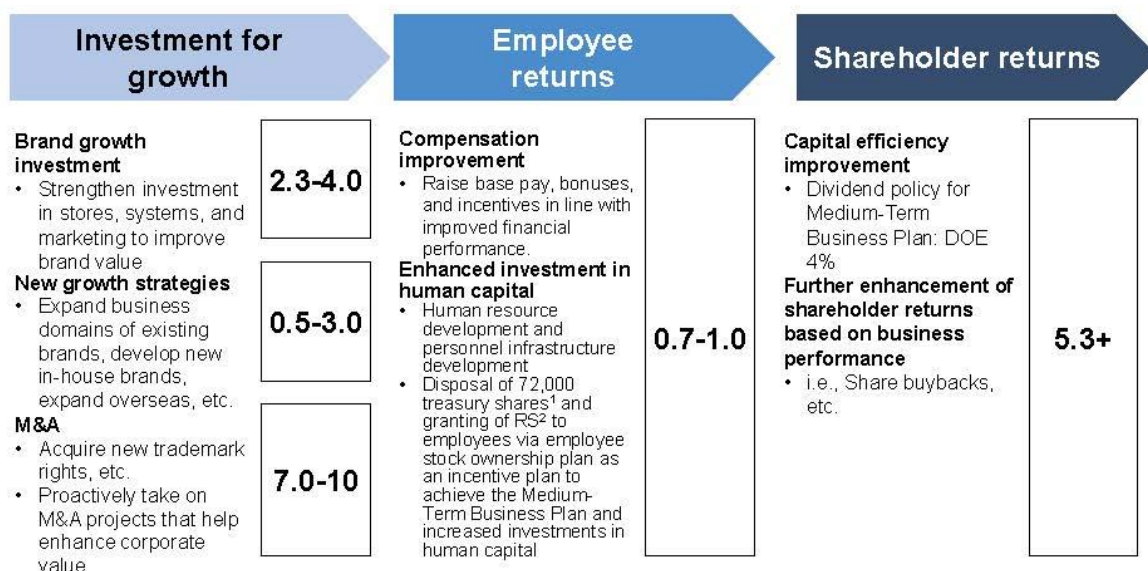 Investment for
growth
Employee
returns
Shareholder returns
Brand growth
investment
• Strengthen investment
in stores, systems, and
marketing to improve
brand value
2.3-4.0
New growth strategies
• Expand business
domains of existing
brands, develop new
in-house brands,
expand overseas, etc.
0.5-3.0
M&A
• Acquire new trademark
rights, etc.
• Proactively take on
M&A projects that help
enhance corporate
value
7.0-10
Compensation
improvement
• Raise base pay, bonuses,
and incentives in line with
improved financial
performance.
Enhanced investment in
human capital
• Human resource
development and
personnel infrastructure
development
• Disposal of 72,000
treasury shares¹ and
granting of RS² to
employees via employee
stock ownership plan as
an incentive plan to
achieve the Medium-
Term Business Plan and
increased investments in
human capital
0.7-1.0
Capital efficiency
improvement
• Dividend policy for
Medium-Term
Business Plan: DOE
4%
Further enhancement of
shareholder returns
based on business
performance
• i.e., Share buybacks,
etc.
5.3+